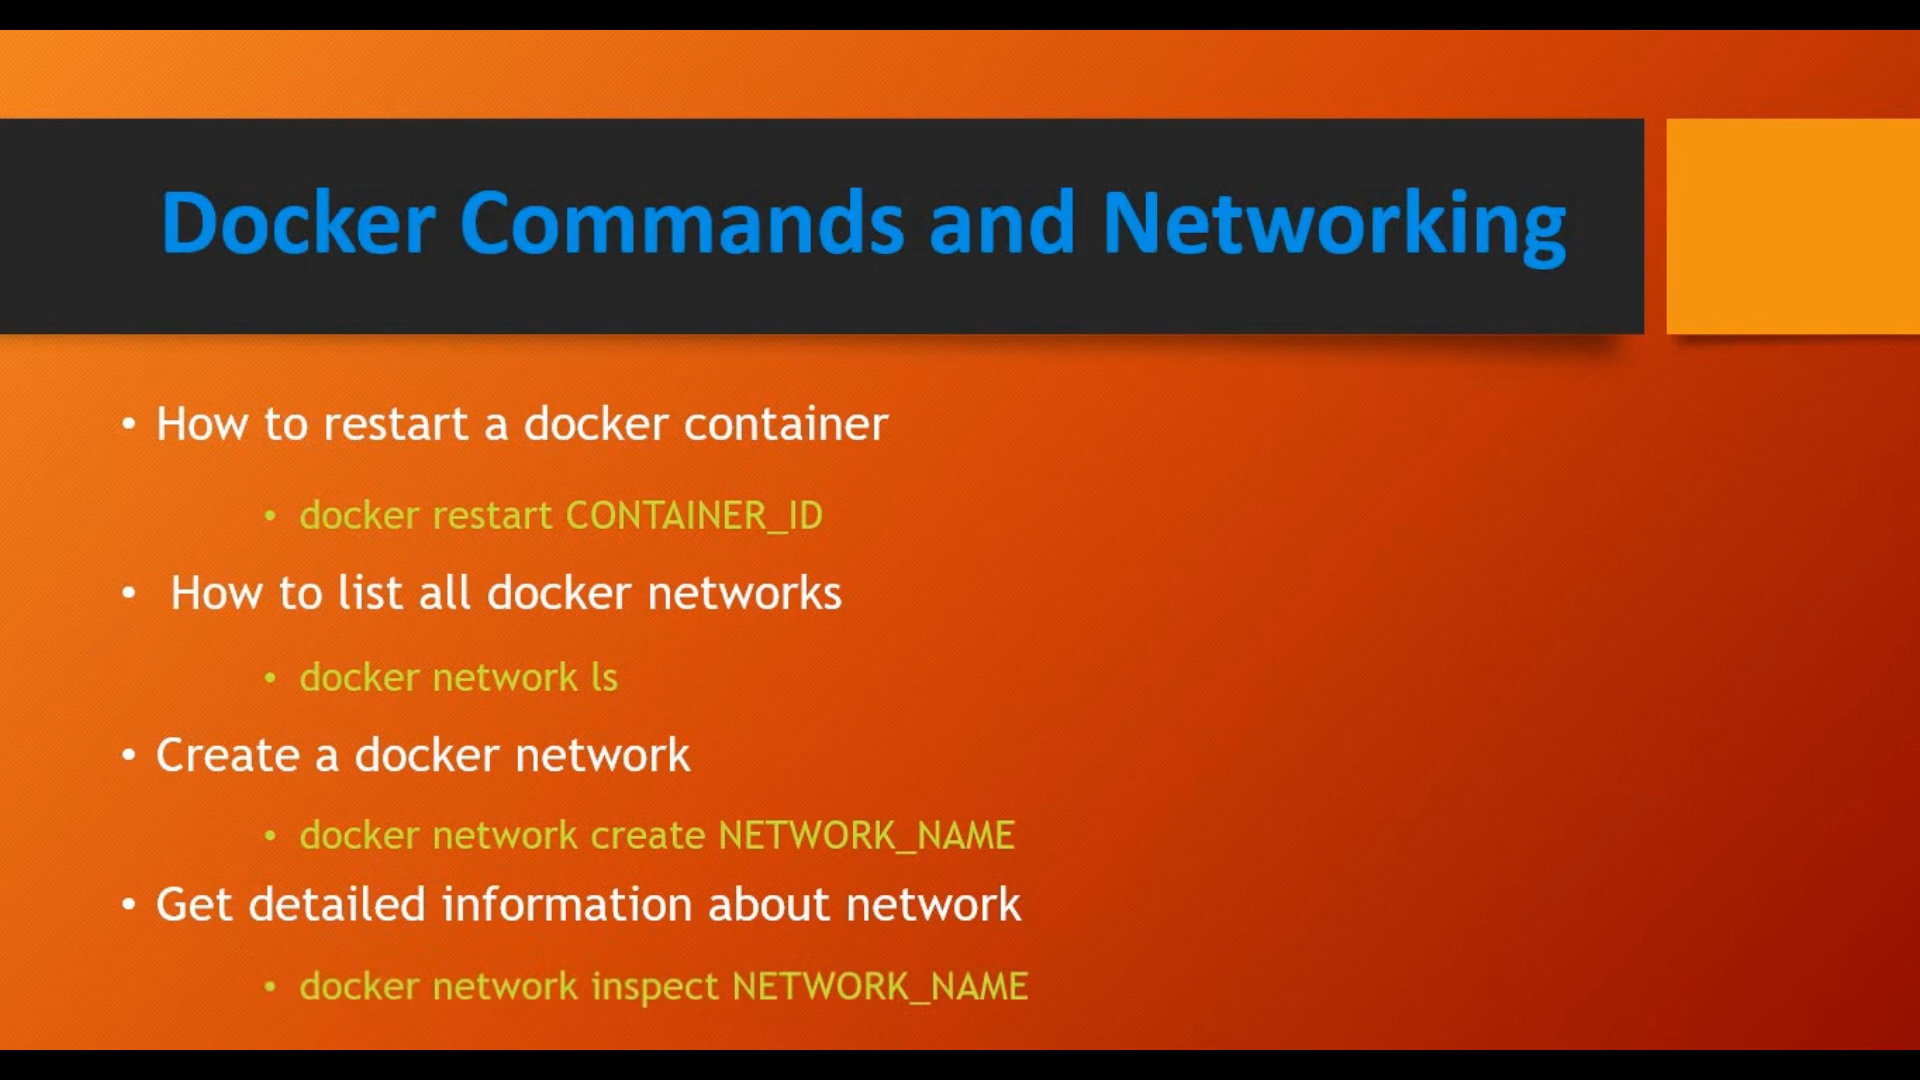 Docker Commands and Networking
• How to restart a docker container
• docker restart CONTAINER_ID
• How to list all docker networks
• docker network ls
• Create a docker network
• docker network create NETWORK_NAME
• Get detailed information about network
• docker network inspect NETWORK_NAME